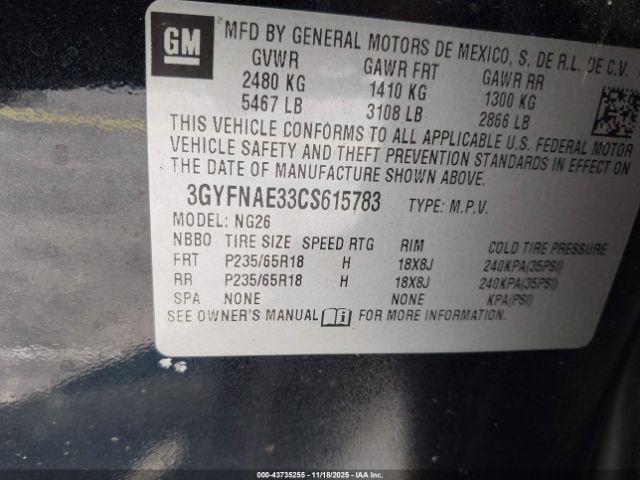 GM
MFD BY GENERAL MOTORS DE MEXICO, S. DE R.L. DE C.V.
GVWR GAWR FRT GAWR RR
2480 KG 1410 KG 1300 KG
5467 LB 3108 LB 2866 LB
THIS VEHICLE CONFORMS TO ALL APPLICABLE U.S. FEDERAL MOTOR
VEHICLE SAFETY AND THEFT PREVENTION STANDARDS IN EFFECT ON
THE DATE OF MANUFACTURE SHOWN ABOVE.
3GYFNAE33CS615783 TYPE: M.P.V.
MODEL: NG26
NBBO TIRE SIZE SPEED RTG RIM COLD TIRE PRESSURE
FRT P235/65R18 H 18X8J 240KPA(35PSI)
RR P235/65R18 H 18X8J 240KPA(35PSI)
SPA NONE NONE KPA(PSI)
SEE OWNER'S MANUAL i FOR MORE INFORMATION.
000-43735255 | 11/18/2025 | IAA Inc.